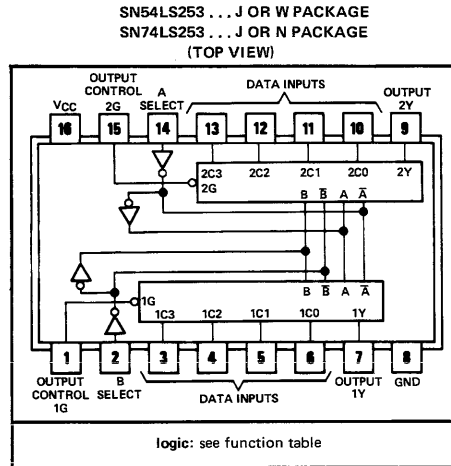 SN54LS253 . . . J OR W PACKAGE
SN74LS253 . . . J OR N PACKAGE
(TOP VIEW)
OUTPUT CONTROL 2G
A SELECT
DATA INPUTS
OUTPUT 2Y
VCC
16 15 14 13 12 11 10 9
2C3 2C2 2C1 2C0 2Y
2G
B B̅ A A̅
B B̅ A A̅
1G
1C3 1C2 1C1 1C0 1Y
1 2 3 4 5 6 7 8
OUTPUT CONTROL 1G
B SELECT
DATA INPUTS
OUTPUT 1Y
GND
logic: see function table